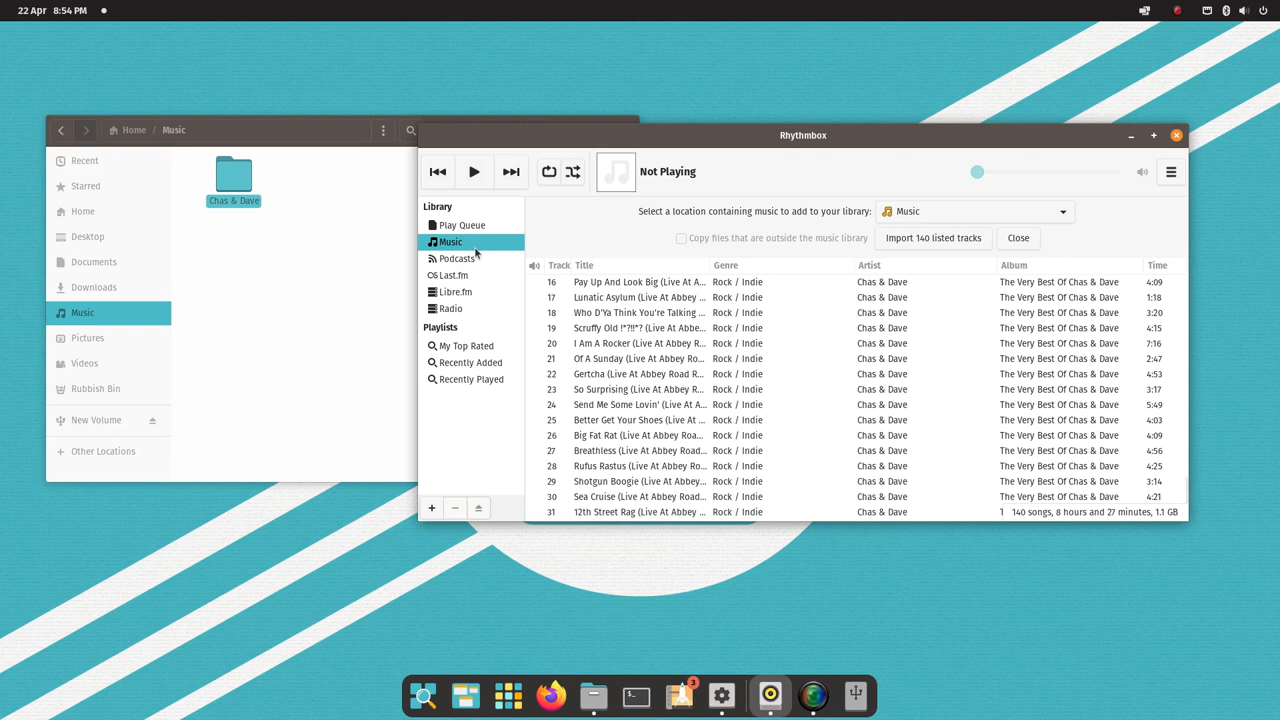 22 Apr 8:54 PM
Home / Music
Recent
Starred
Home
Desktop
Documents
Downloads
Music
Pictures
Videos
Rubbish Bin
New Volume
Other Locations
Chas & Dave
Rhythmbox
Not Playing
Library
Play Queue
Music
Podcasts
Last.fm
Libre.fm
Radio
Playlists
My Top Rated
Recently Added
Recently Played
Select a location containing music to add to your library: Music
Copy files that are outside the music library Import 140 listed tracks Close
Track Title Genre Artist Album Time
16 Pay Up And Look Big (Live At A... Rock / Indie Chas & Dave The Very Best Of Chas & Dave 4:09
17 Lunatic Asylum (Live At Abbey ... Rock / Indie Chas & Dave The Very Best Of Chas & Dave 1:18
18 Who D'Ya Think You're Talking ... Rock / Indie Chas & Dave The Very Best Of Chas & Dave 3:20
19 Scruffy Old !*?!!*? (Live At Abbe... Rock / Indie Chas & Dave The Very Best Of Chas & Dave 4:15
20 I Am A Rocker (Live At Abbey R... Rock / Indie Chas & Dave The Very Best Of Chas & Dave 7:16
21 Of A Sunday (Live At Abbey Ro... Rock / Indie Chas & Dave The Very Best Of Chas & Dave 2:47
22 Gertcha (Live At Abbey Road R... Rock / Indie Chas & Dave The Very Best Of Chas & Dave 4:53
23 So Surprising (Live At Abbey R... Rock / Indie Chas & Dave The Very Best Of Chas & Dave 3:17
24 Send Me Some Lovin' (Live At A... Rock / Indie Chas & Dave The Very Best Of Chas & Dave 5:49
25 Better Get Your Shoes (Live At ... Rock / Indie Chas & Dave The Very Best Of Chas & Dave 4:03
26 Big Fat Rat (Live At Abbey Roa... Rock / Indie Chas & Dave The Very Best Of Chas & Dave 4:09
27 Breathless (Live At Abbey Road... Rock / Indie Chas & Dave The Very Best Of Chas & Dave 4:56
28 Rufus Rastus (Live At Abbey Ro... Rock / Indie Chas & Dave The Very Best Of Chas & Dave 4:25
29 Shotgun Boogie (Live At Abbey... Rock / Indie Chas & Dave The Very Best Of Chas & Dave 3:14
30 Sea Cruise (Live At Abbey Road... Rock / Indie Chas & Dave The Very Best Of Chas & Dave 4:21
31 12th Street Rag (Live At Abbey ... Rock / Indie Chas & Dave 140 songs, 8 hours and 27 minutes, 1.1 GB
3